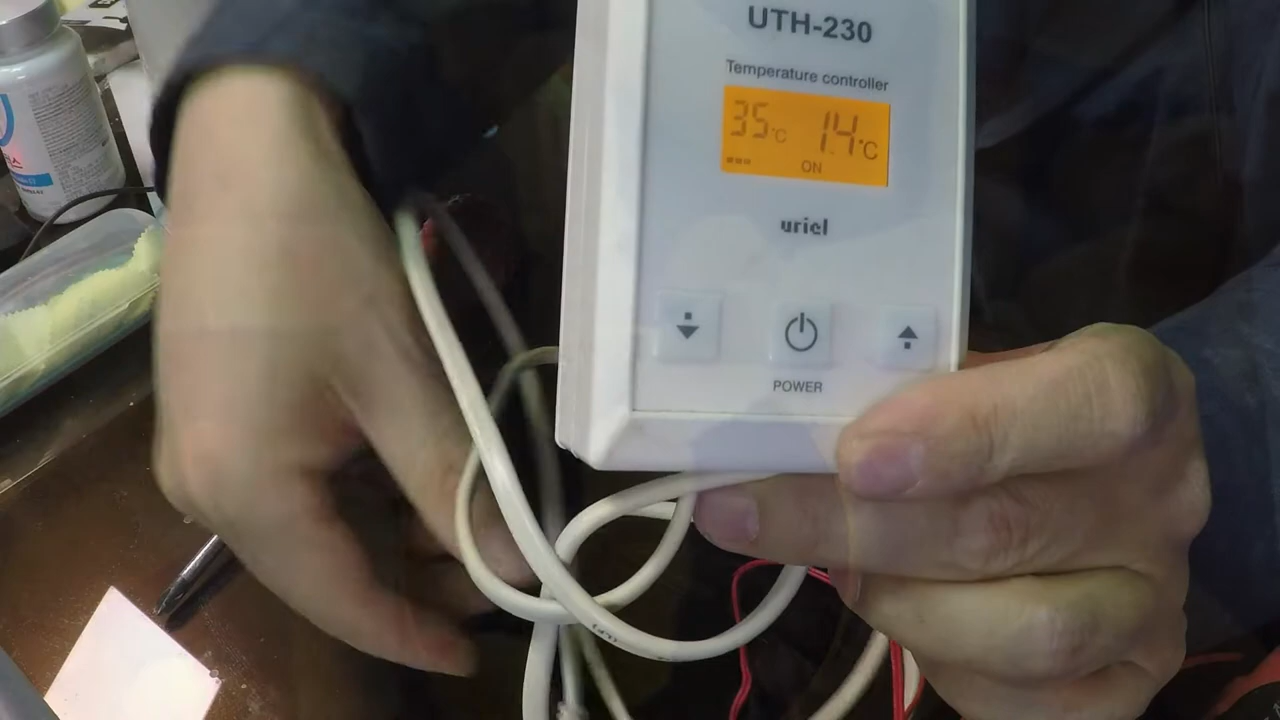 UTH-230
Temperature controller
35°C 14°C
ON
uriel
POWER